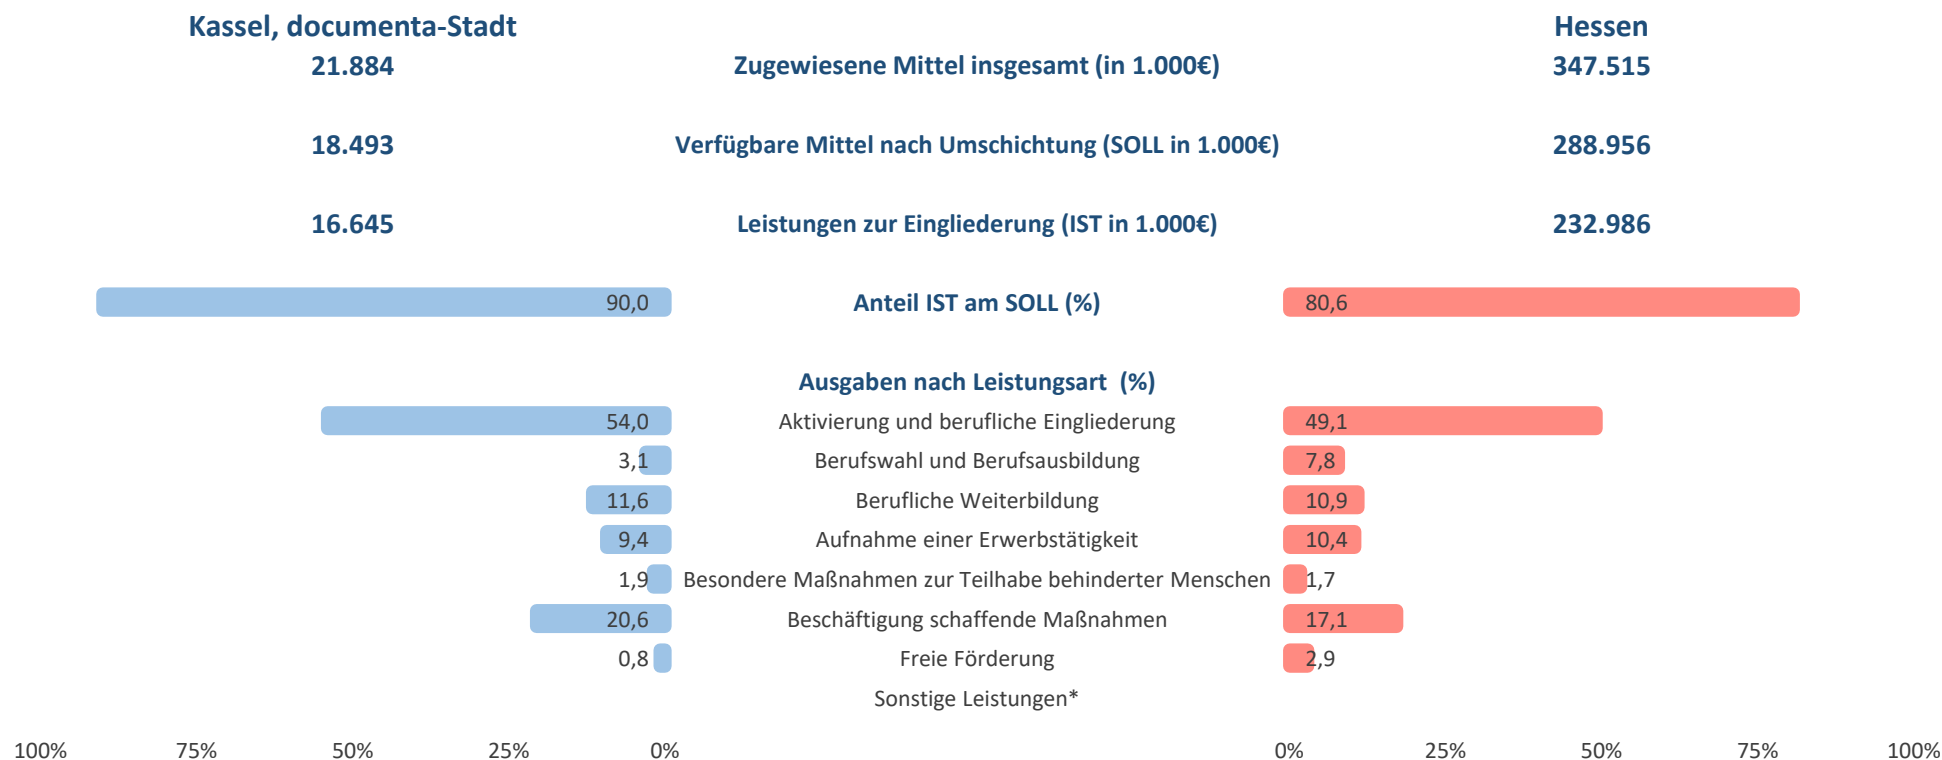 Kassel, documenta-Stadt Hessen
21.884 Zugewiesene Mittel insgesamt (in 1.000€) 347.515
18.493 Verfügbare Mittel nach Umschichtung (SOLL in 1.000€) 288.956
16.645 Leistungen zur Eingliederung (IST in 1.000€) 232.986
90,0 Anteil IST am SOLL (%) 80,6
Ausgaben nach Leistungsart (%)
54,0 Aktivierung und berufliche Eingliederung 49,1
3,1 Berufswahl und Berufsausbildung 7,8
11,6 Berufliche Weiterbildung 10,9
9,4 Aufnahme einer Erwerbstätigkeit 10,4
1,9 Besondere Maßnahmen zur Teilhabe behinderter Menschen 1,7
20,6 Beschäftigung schaffende Maßnahmen 17,1
0,8 Freie Förderung 2,9
Sonstige Leistungen*
100% 75% 50% 25% 0% 0% 25% 50% 75% 100%